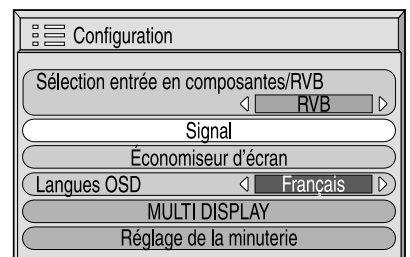 Configuration
Sélection entrée en composantes/RVB
RVB
Signal
Économiseur d'écran
Langues OSD Français
MULTI DISPLAY
Réglage de la minuterie